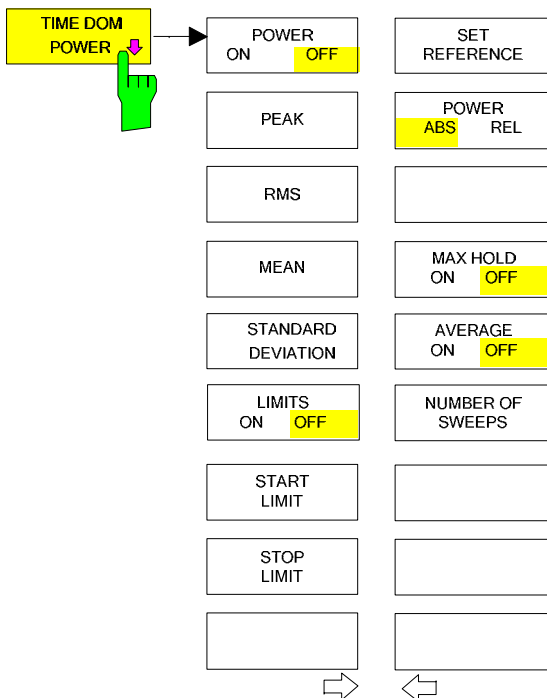 TIME DOM
POWER
POWER
ON OFF
PEAK
RMS
MEAN
STANDARD
DEVIATION
LIMITS
ON OFF
START
LIMIT
STOP
LIMIT
SET
REFERENCE
POWER
ABS REL
MAX HOLD
ON OFF
AVERAGE
ON OFF
NUMBER OF
SWEEPS